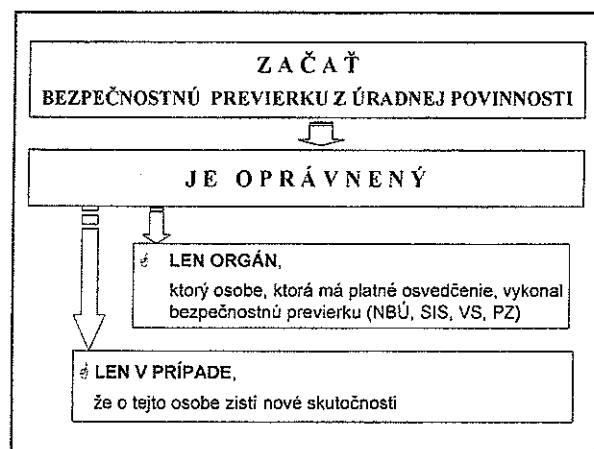 ZAČAŤ
BEZPEČNOSTNÚ PREVIERKU Z ÚRADNEJ POVINNOSTI
JE OPRÁVNENÝ
LEN ORGÁN,
ktorý osobe, ktorá má platné osvedčenie, vykonal
bezpečnostnú previerku (NBÚ, SIS, VS, PZ)
LEN V PRÍPADE,
že o tejto osobe zistí nové skutočnosti